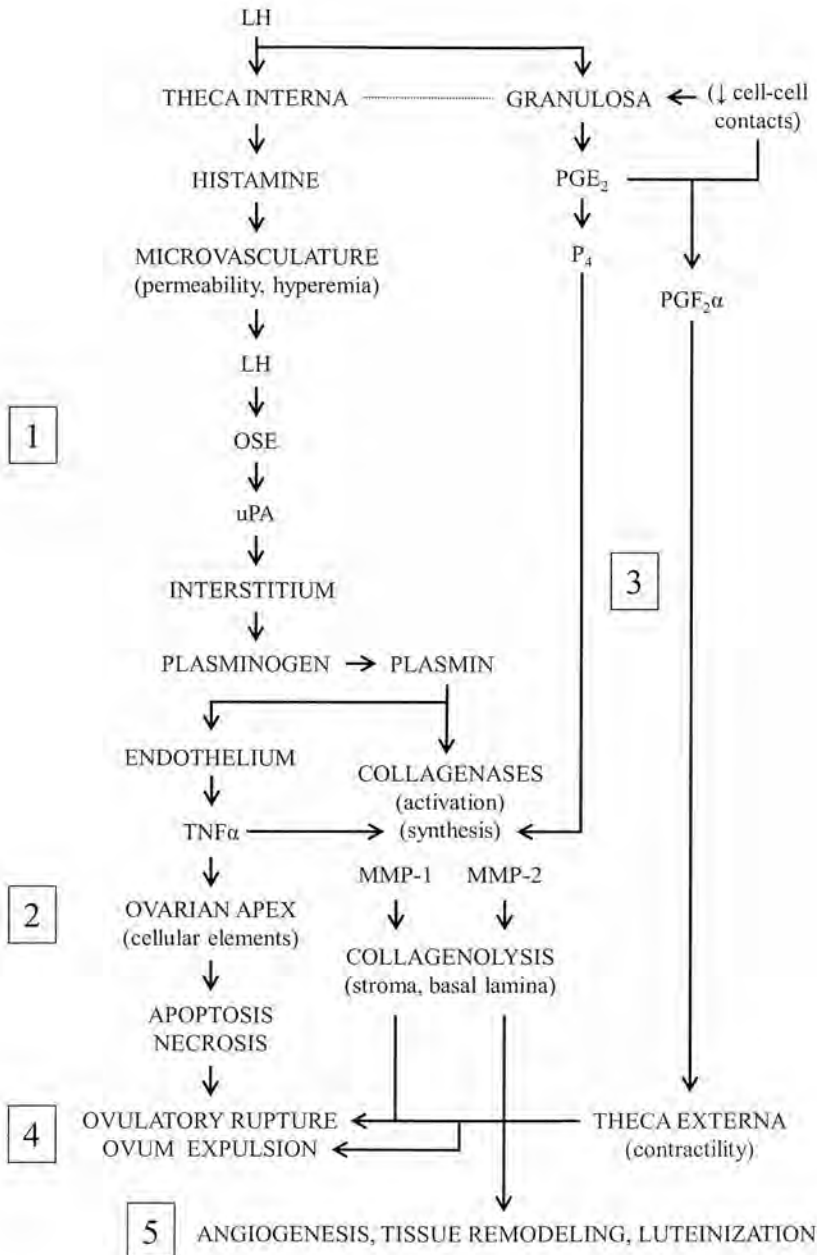 LH
THECA INTERNA
GRANULOSA
(↓ cell-cell
contacts)
HISTAMINE
PGE₂
MICROVASCULATURE
(permeability, hyperemia)
P₄
PGF₂α
LH
1
OSE
uPA
3
INTERSTITIUM
PLASMINOGEN
PLASMIN
ENDOTHELIUM
COLLAGENASES
(activation)
(synthesis)
TNFα
MMP-1
MMP-2
2
OVARIAN APEX
(cellular elements)
COLLAGENOLYSIS
(stroma, basal lamina)
APOPTOSIS
NECROSIS
4
OVULATORY RUPTURE
OVUM EXPULSION
THECA EXTERNA
(contractility)
5
ANGIOGENESIS, TISSUE REMODELING, LUTEINIZATION